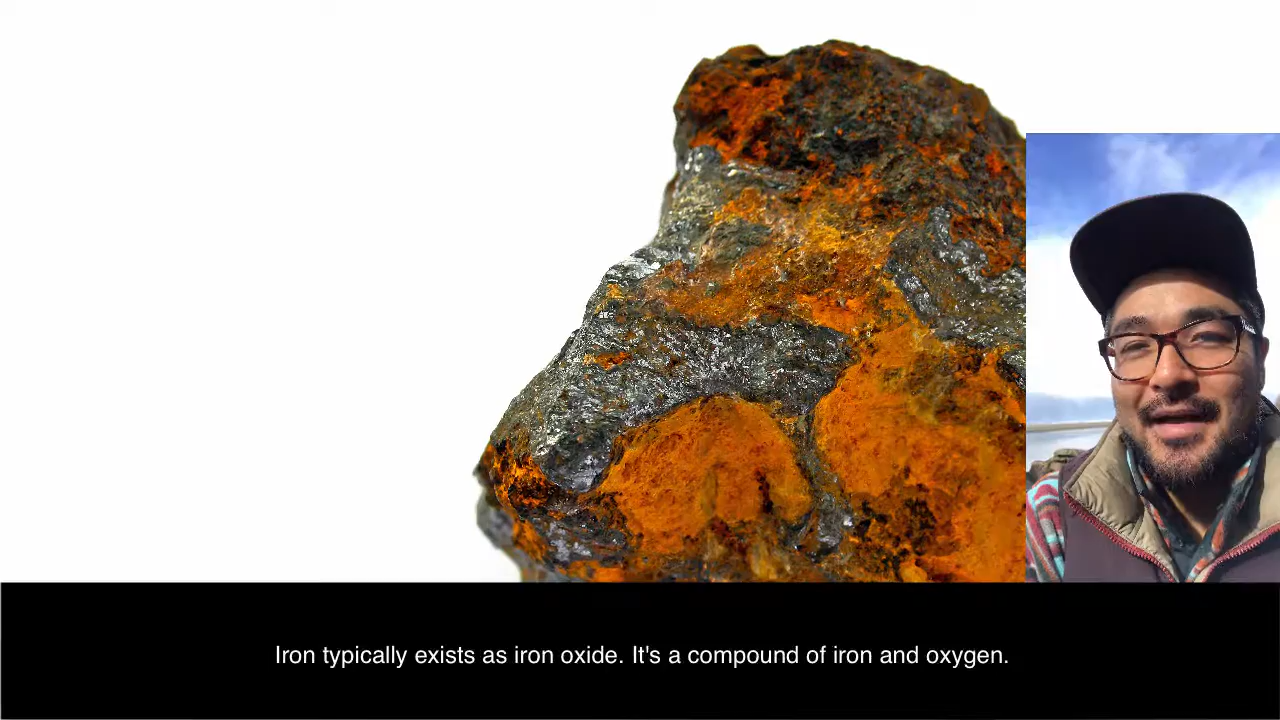 Iron typically exists as iron oxide. It's a compound of iron and oxygen.